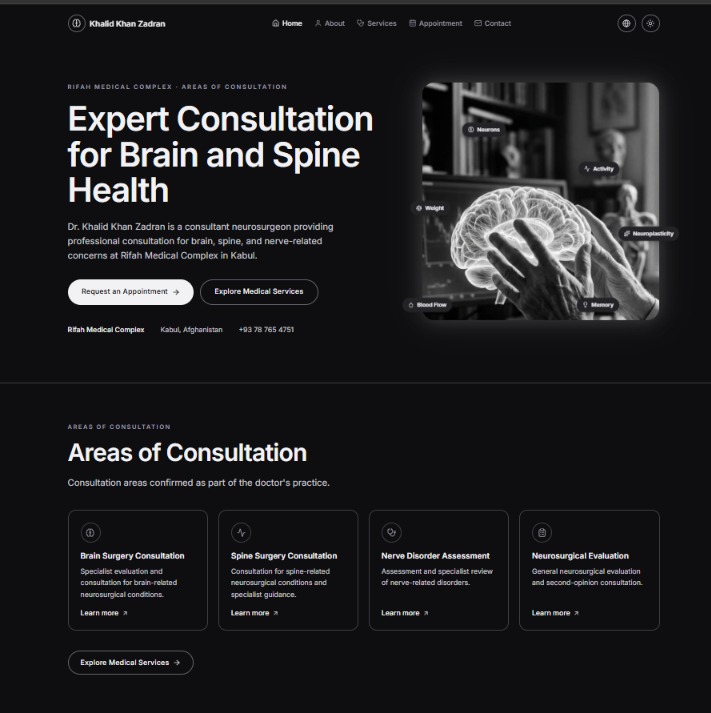 Khalid Khan Zadran
Home
About
Services
Appointment
Contact
RIFAH MEDICAL COMPLEX · AREAS OF CONSULTATION
Expert Consultation
for Brain and Spine
Health
Dr. Khalid Khan Zadran is a consultant neurosurgeon providing
professional consultation for brain, spine, and nerve-related
concerns at Rifah Medical Complex in Kabul.
Request an Appointment →
Explore Medical Services
Rifah Medical Complex
Kabul, Afghanistan
+93 78 765 4751
Neurons
Activity
Weight
Neuroplasticity
Blood Flow
Memory
AREAS OF CONSULTATION
Areas of Consultation
Consultation areas confirmed as part of the doctor's practice.
Brain Surgery Consultation
Specialist evaluation and
consultation for brain-related
neurosurgical conditions.
Learn more ↗
Spine Surgery Consultation
Consultation for spine-related
neurosurgical conditions and
specialist guidance.
Learn more ↗
Nerve Disorder Assessment
Assessment and specialist review
of nerve-related disorders.
Learn more ↗
Neurosurgical Evaluation
General neurosurgical evaluation
and second-opinion consultation.
Learn more ↗
Explore Medical Services →